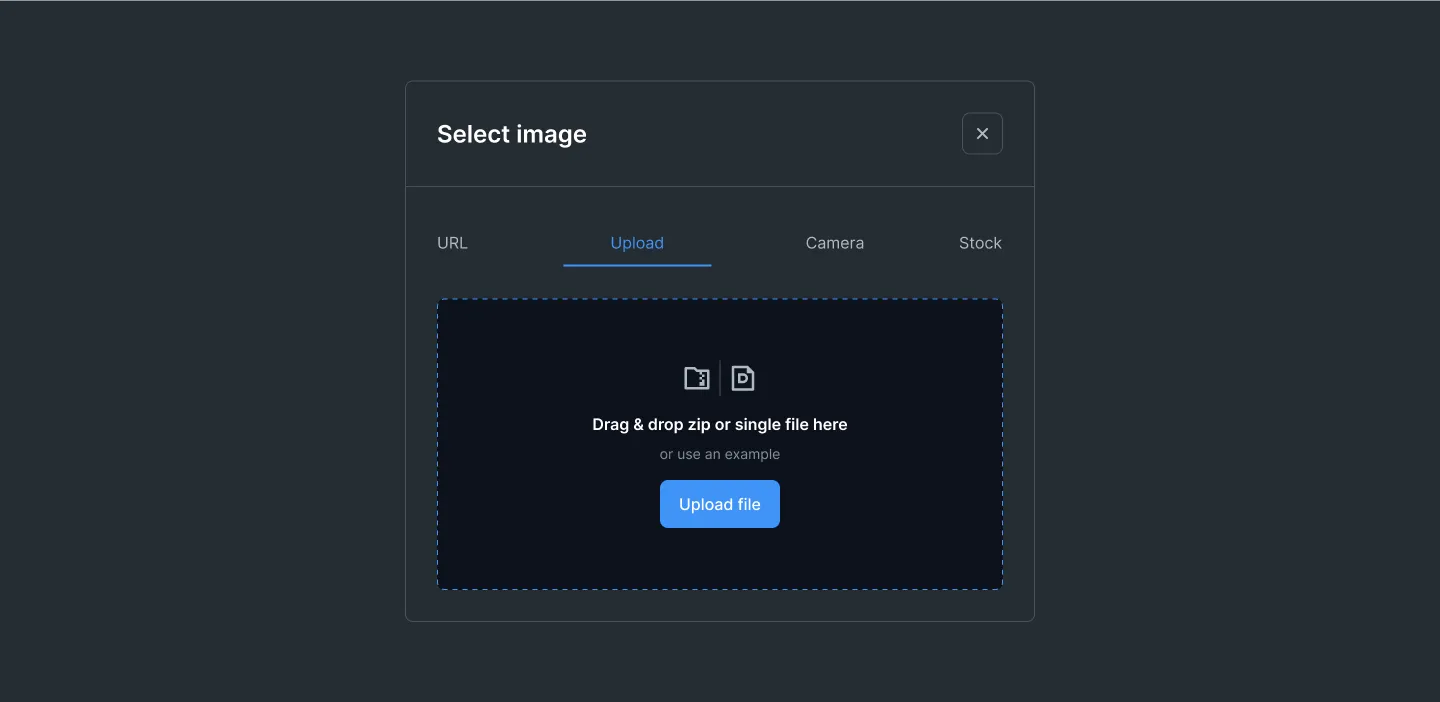 Select image
URL Upload Camera Stock
D
Drag & drop zip or single file here
or use an example
Upload file